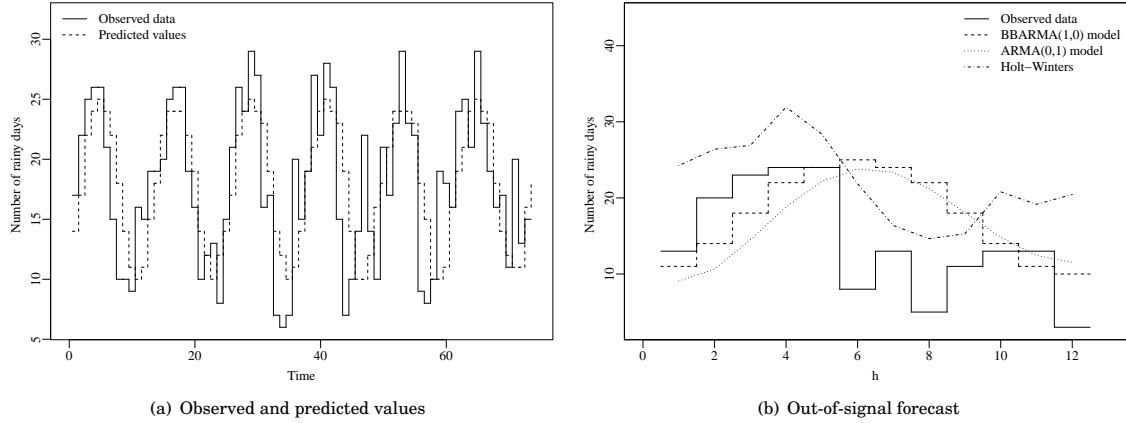 Observed data
Predicted values
Number of rainy days
5 10 15 20 25 30
0 20 40 60
Time
(a) Observed and predicted values
Observed data
BBARMA(1,0) model
ARMA(0,1) model
Holt−Winters
Number of rainy days
10 20 30 40
0 2 4 6 8 10 12
h
(b) Out-of-signal forecast